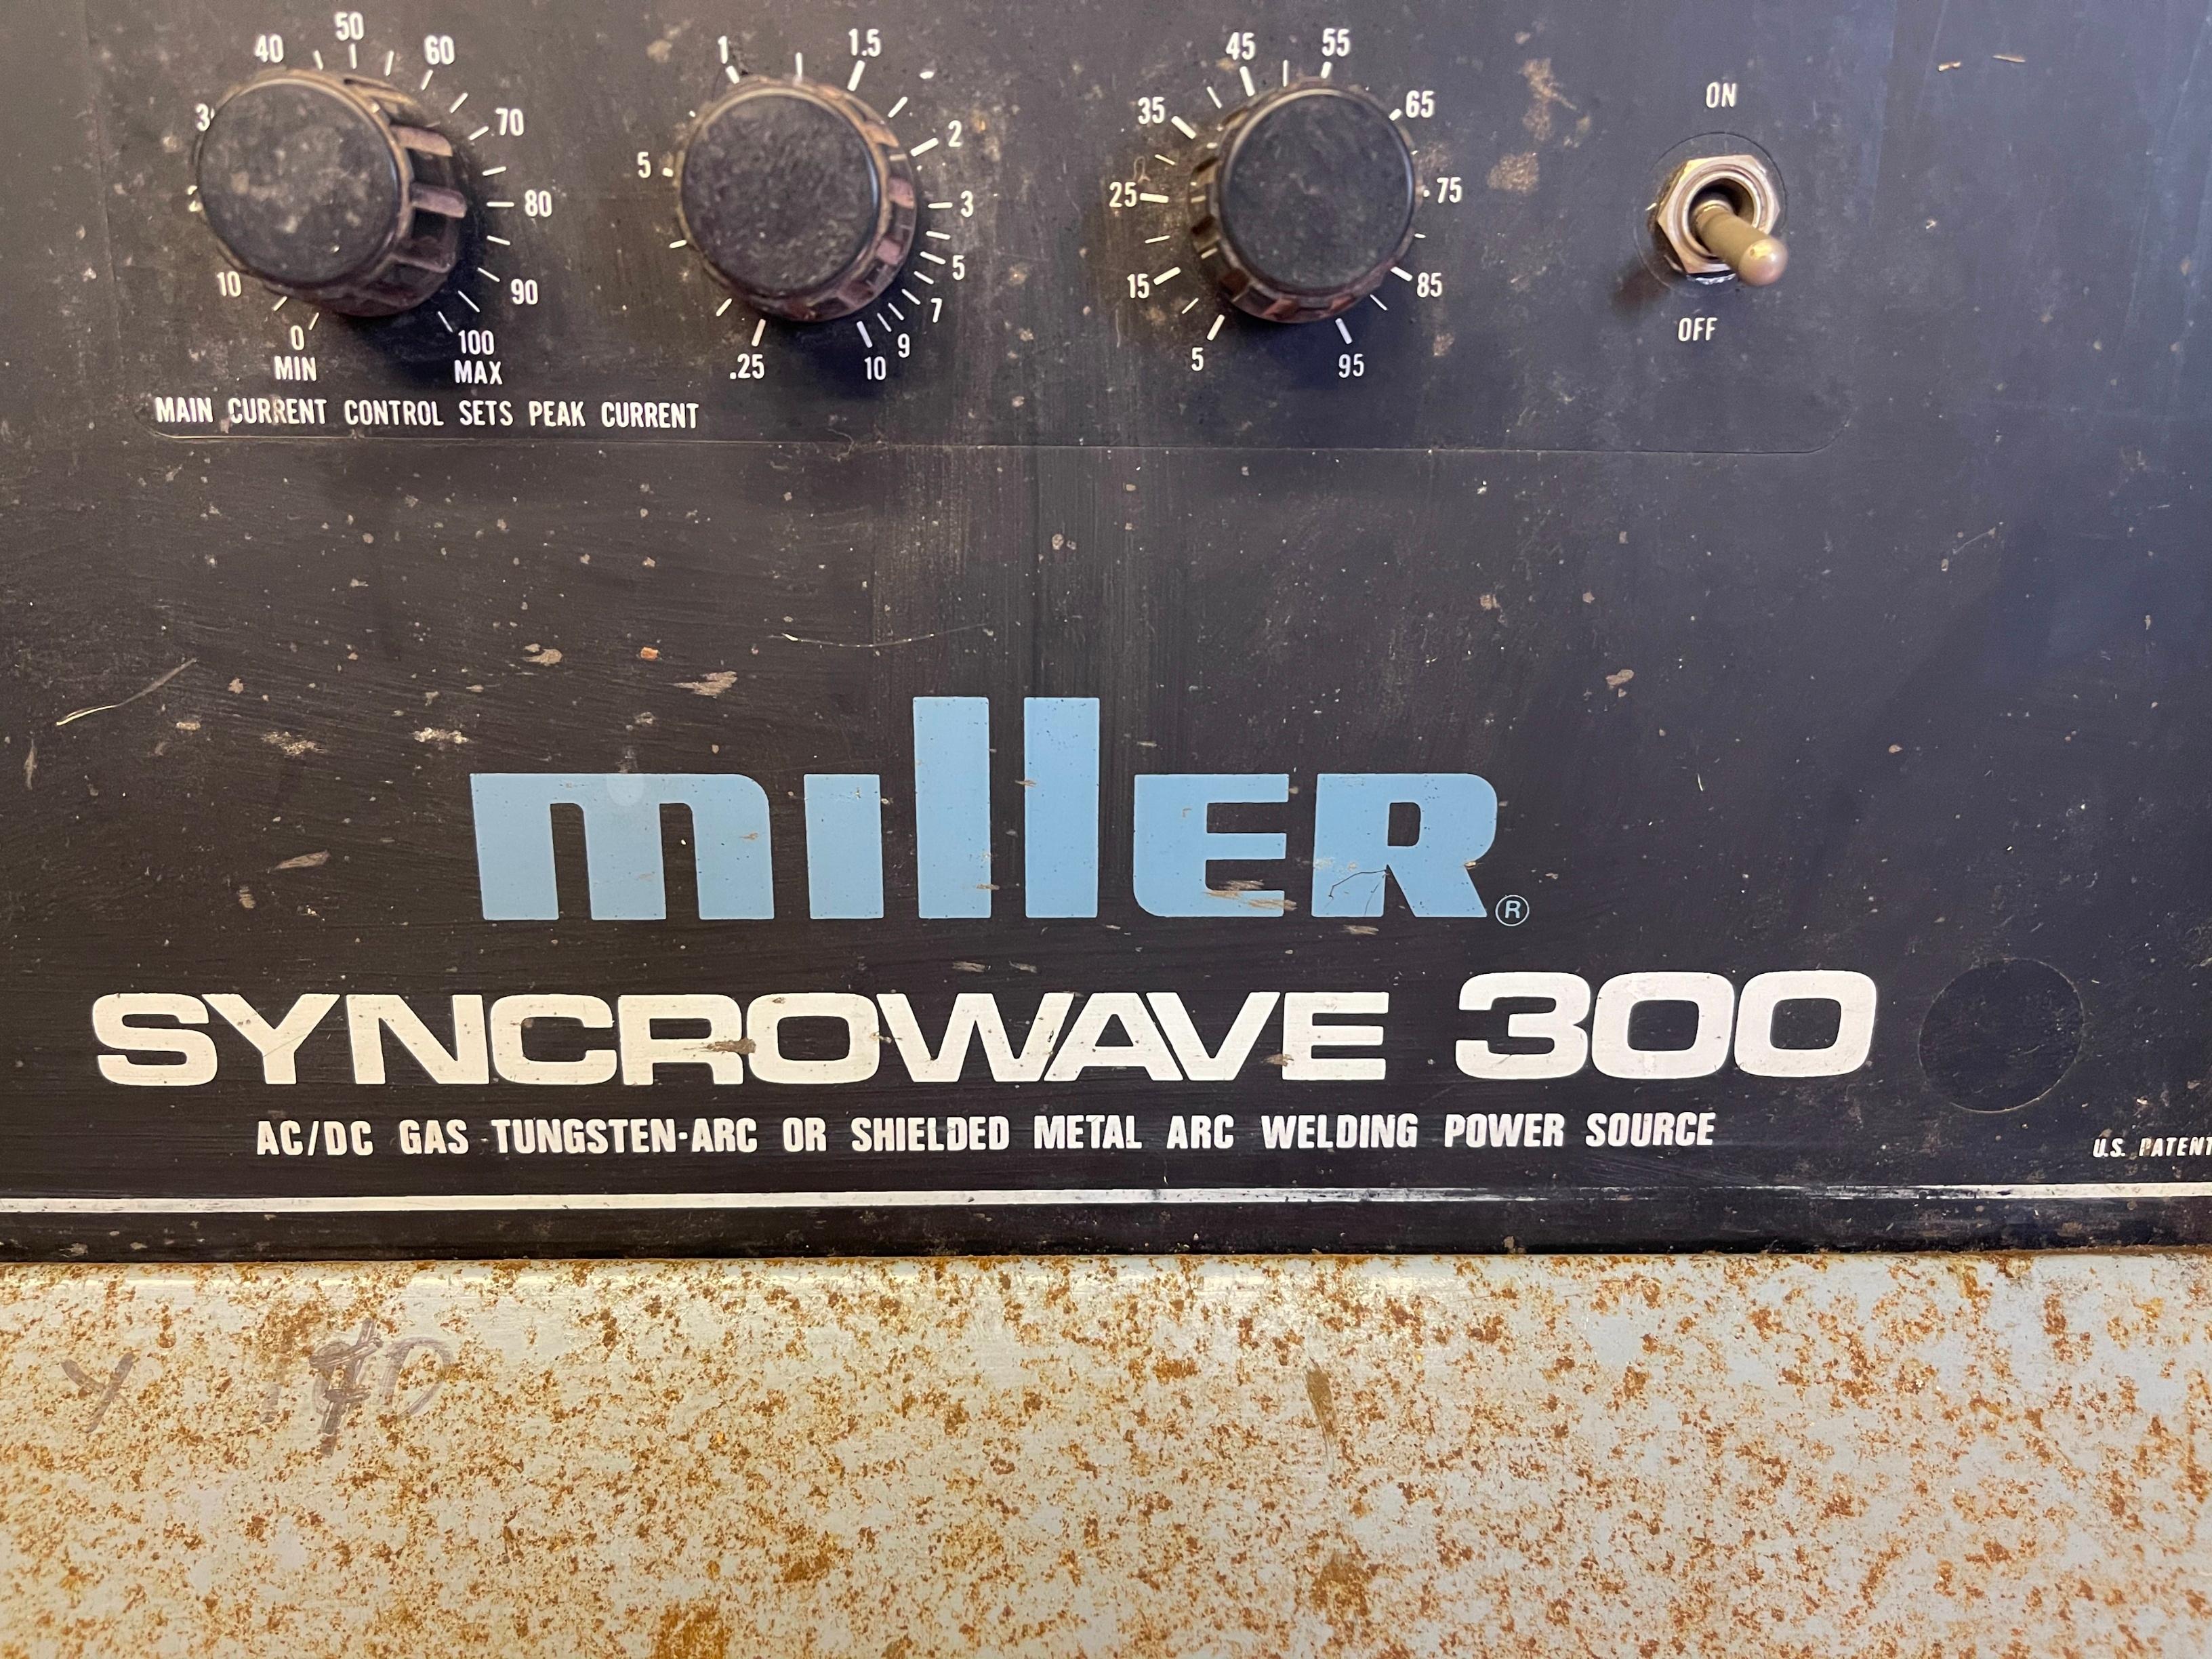 40 50 60 70 80 90 100 MAX
10 0 MIN
MAIN CURRENT CONTROL SETS PEAK CURRENT
1 1.5 2 3 5 7 9 10
5 .25
5 15 25 35 45 55 65 75 85 95
ON
OFF
miller®
SYNCROWAVE 300
AC/DC GAS TUNGSTEN-ARC OR SHIELDED METAL ARC WELDING POWER SOURCE
U.S. PATENT